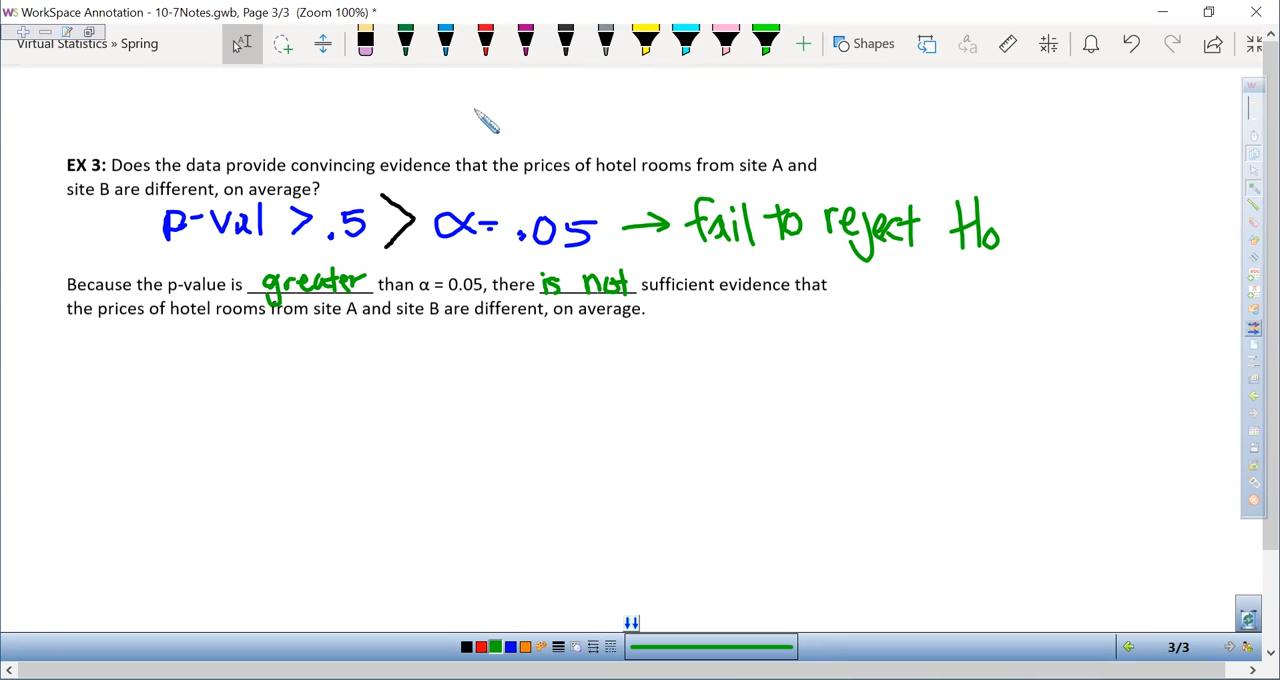 WorkSpace Annotation - 10-7Notes.gwb, Page 3/3 (Zoom 100%) *
Virtual Statistics » Spring
Shapes
EX 3: Does the data provide convincing evidence that the prices of hotel rooms from site A and
site B are different, on average?
p-val > .5 > α = .05 → fail to reject H₀
Because the p-value is greater than α = 0.05, there is not sufficient evidence that
the prices of hotel rooms from site A and site B are different, on average.
3/3